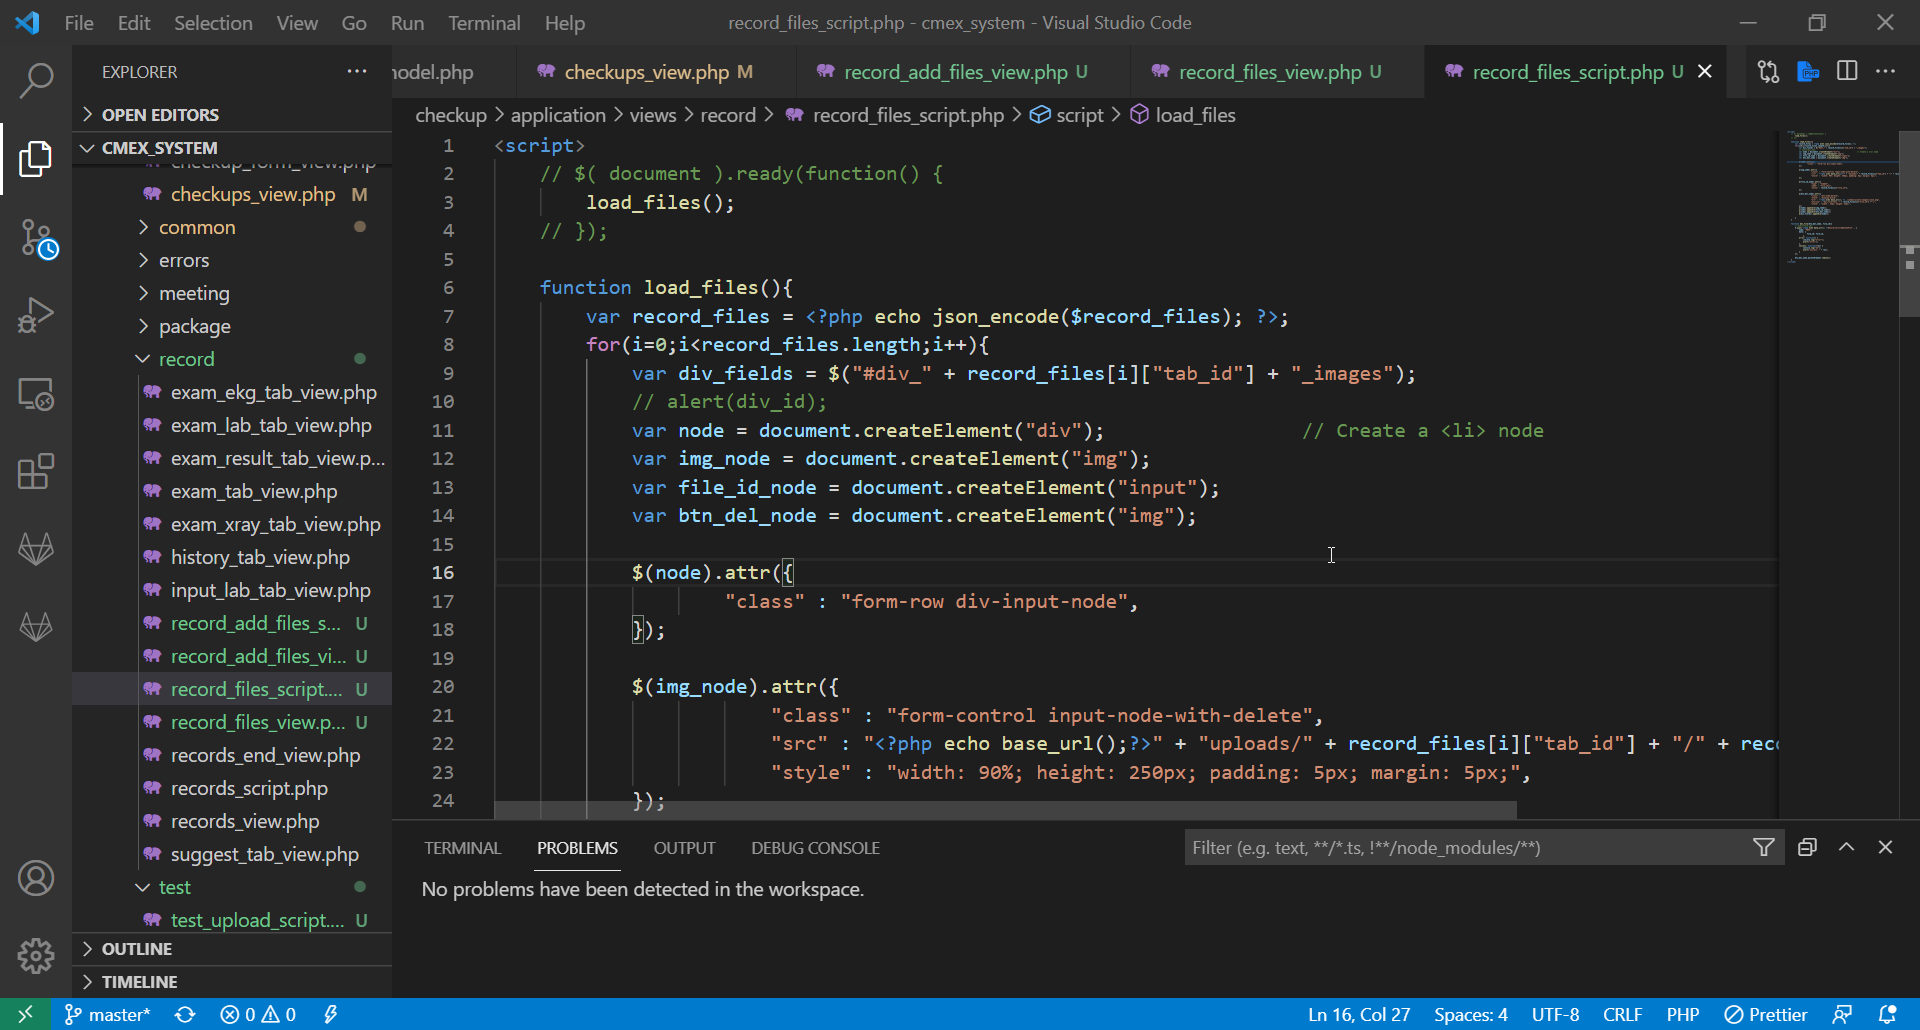 File Edit Selection View Go Run Terminal Help
record_files_script.php - cmex_system - Visual Studio Code
EXPLORER
OPEN EDITORS
CMEX_SYSTEM
checkup_form_view.php
checkups_view.php M
common
errors
meeting
package
record
exam_ekg_tab_view.php
exam_lab_tab_view.php
exam_result_tab_view.p...
exam_tab_view.php
exam_xray_tab_view.php
history_tab_view.php
input_lab_tab_view.php
record_add_files_s... U
record_add_files_vi... U
record_files_script.... U
record_files_view.p... U
records_end_view.php
records_script.php
records_view.php
suggest_tab_view.php
test
test_upload_script.... U
OUTLINE
TIMELINE
model.php checkups_view.php M record_add_files_view.php U record_files_view.php U record_files_script.php U
checkup > application > views > record > record_files_script.php > script > load_files
1 <script>
2 // $( document ).ready(function() {
3 load_files();
4 // });
5
6 function load_files(){
7 var record_files = <?php echo json_encode($record_files); ?>;
8 for(i=0;i<record_files.length;i++){
9 var div_fields = $("#div_" + record_files[i]["tab_id"] + "_images");
10 // alert(div_id);
11 var node = document.createElement("div"); // Create a <li> node
12 var img_node = document.createElement("img");
13 var file_id_node = document.createElement("input");
14 var btn_del_node = document.createElement("img");
15
16 $(node).attr({
17 "class" : "form-row div-input-node",
18 });
19
20 $(img_node).attr({
21 "class" : "form-control input-node-with-delete",
22 "src" : "<?php echo base_url();?>" + "uploads/" + record_files[i]["tab_id"] + "/" + reco
23 "style" : "width: 90%; height: 250px; padding: 5px; margin: 5px;",
24 });
TERMINAL PROBLEMS OUTPUT DEBUG CONSOLE
Filter (e.g. text, **/*.ts, !**/node_modules/**)
No problems have been detected in the workspace.
master* 0 0
Ln 16, Col 27 Spaces: 4 UTF-8 CRLF PHP Prettier